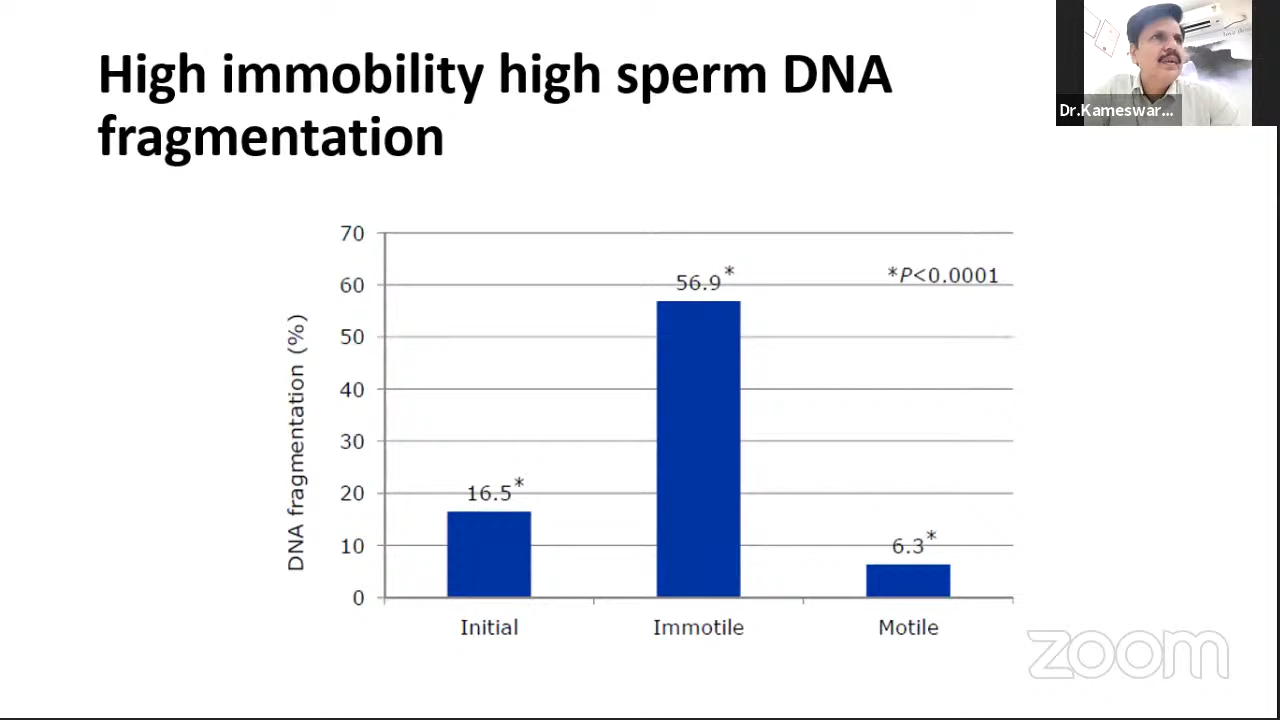 High immobility high sperm DNA
fragmentation
Dr.Kameswar...
DNA fragmentation (%)
70
60
50
40
30
20
10
0
16.5*
56.9*
6.3*
*P<0.0001
Initial
Immotile
Motile
zoom